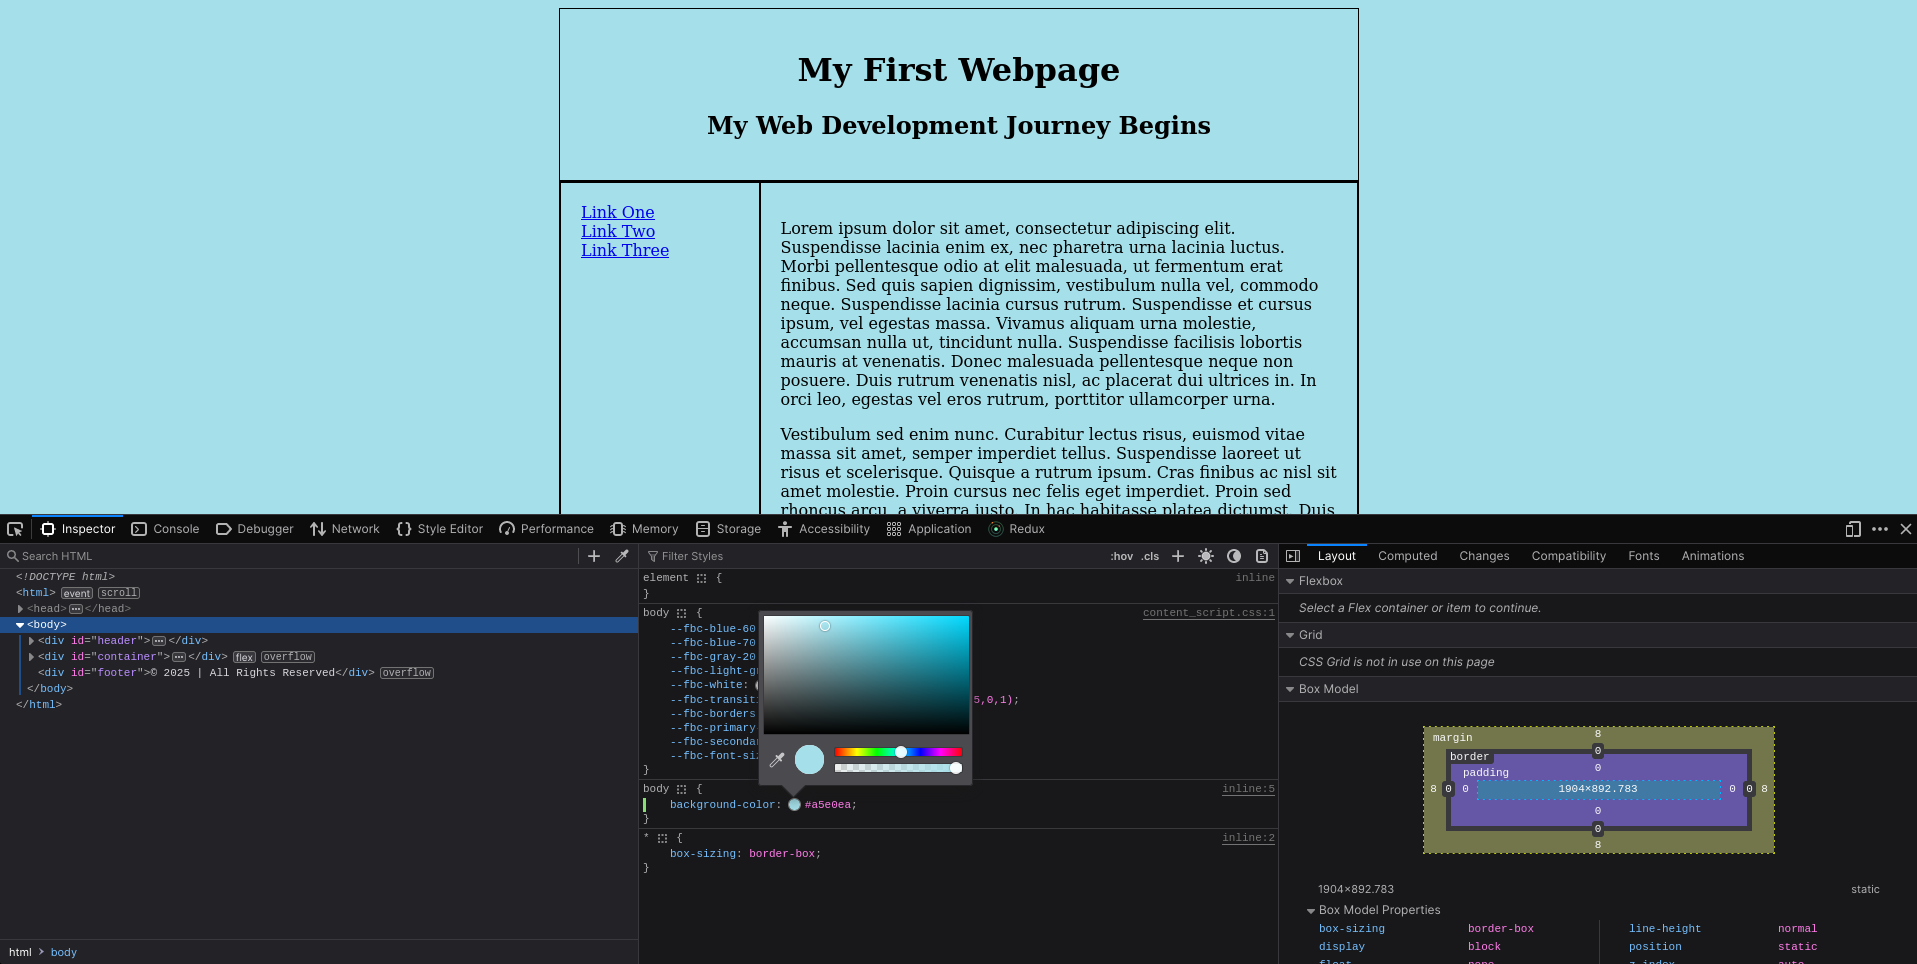 My First Webpage
My Web Development Journey Begins
Link One
Link Two
Link Three
Lorem ipsum dolor sit amet, consectetur adipiscing elit.
Suspendisse lacinia enim ex, nec pharetra urna lacinia luctus.
Morbi pellentesque odio at elit malesuada, ut fermentum erat
finibus. Sed quis sapien dignissim, vestibulum nulla vel, commodo
neque. Suspendisse lacinia cursus rutrum. Suspendisse et cursus
ipsum, vel egestas massa. Vivamus aliquam urna molestie,
accumsan nulla ut, tincidunt nulla. Suspendisse facilisis lobortis
mauris at venenatis. Donec malesuada pellentesque neque non
posuere. Duis rutrum venenatis nisl, ac placerat dui ultrices in. In
orci leo, egestas vel eros rutrum, porttitor ullamcorper urna.
Vestibulum sed enim nunc. Curabitur lectus risus, euismod vitae
massa sit amet, semper imperdiet tellus. Suspendisse laoreet ut
risus et scelerisque. Quisque a rutrum ipsum. Cras finibus ac nisl sit
amet molestie. Proin cursus nec felis eget imperdiet. Proin sed
rhoncus arcu, a viverra justo. In hac habitasse platea dictumst. Duis
Inspector Console Debugger Network Style Editor Performance Memory Storage Accessibility Application Redux
Search HTML
<!DOCTYPE html>
<html> event scroll
<head></head>
<body>
<div id="header"></div>
<div id="container"></div> flex overflow
<div id="footer">© 2025 | All Rights Reserved</div> overflow
</body>
</html>
html > body
Filter Styles :hov .cls +
element { inline
}
body { content_script.css:1
--fbc-blue-60
--fbc-blue-70
--fbc-gray-20
--fbc-light-g
--fbc-white:
--fbc-transit 5,0,1);
--fbc-borders
--fbc-primary
--fbc-seconda
--fbc-font-si
}
body { inline:5
background-color: #a5e0ea;
}
* { inline:2
box-sizing: border-box;
}
Layout Computed Changes Compatibility Fonts Animations
Flexbox
Select a Flex container or item to continue.
Grid
CSS Grid is not in use on this page
Box Model
margin 8
border 0
padding 0
8 0 0 1904×892.783 0 0 8
0
0
8
1904×892.783 static
Box Model Properties
box-sizing border-box line-height normal
display block position static
float none z-index auto